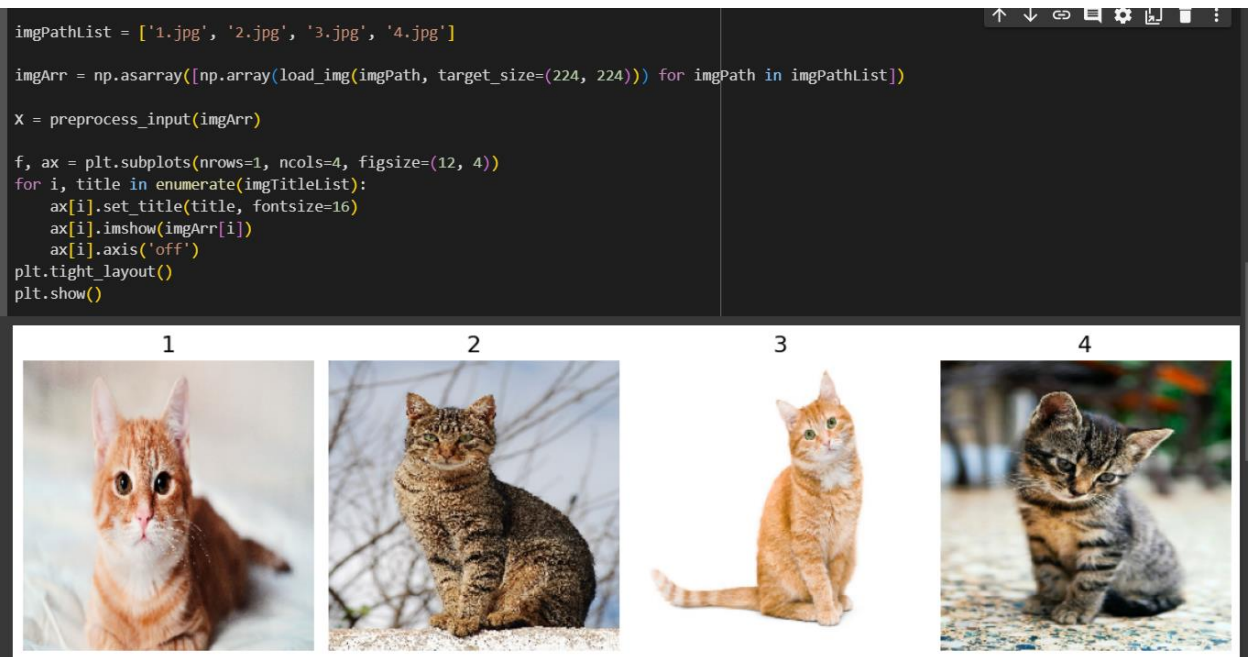 imgPathList = ['1.jpg', '2.jpg', '3.jpg', '4.jpg']
imgArr = np.asarray([np.array(load_img(imgPath, target_size=(224, 224))) for imgPath in imgPathList])
X = preprocess_input(imgArr)
f, ax = plt.subplots(nrows=1, ncols=4, figsize=(12, 4))
for i, title in enumerate(imgTitleList):
    ax[i].set_title(title, fontsize=16)
    ax[i].imshow(imgArr[i])
    ax[i].axis('off')
plt.tight_layout()
plt.show()
1 2 3 4